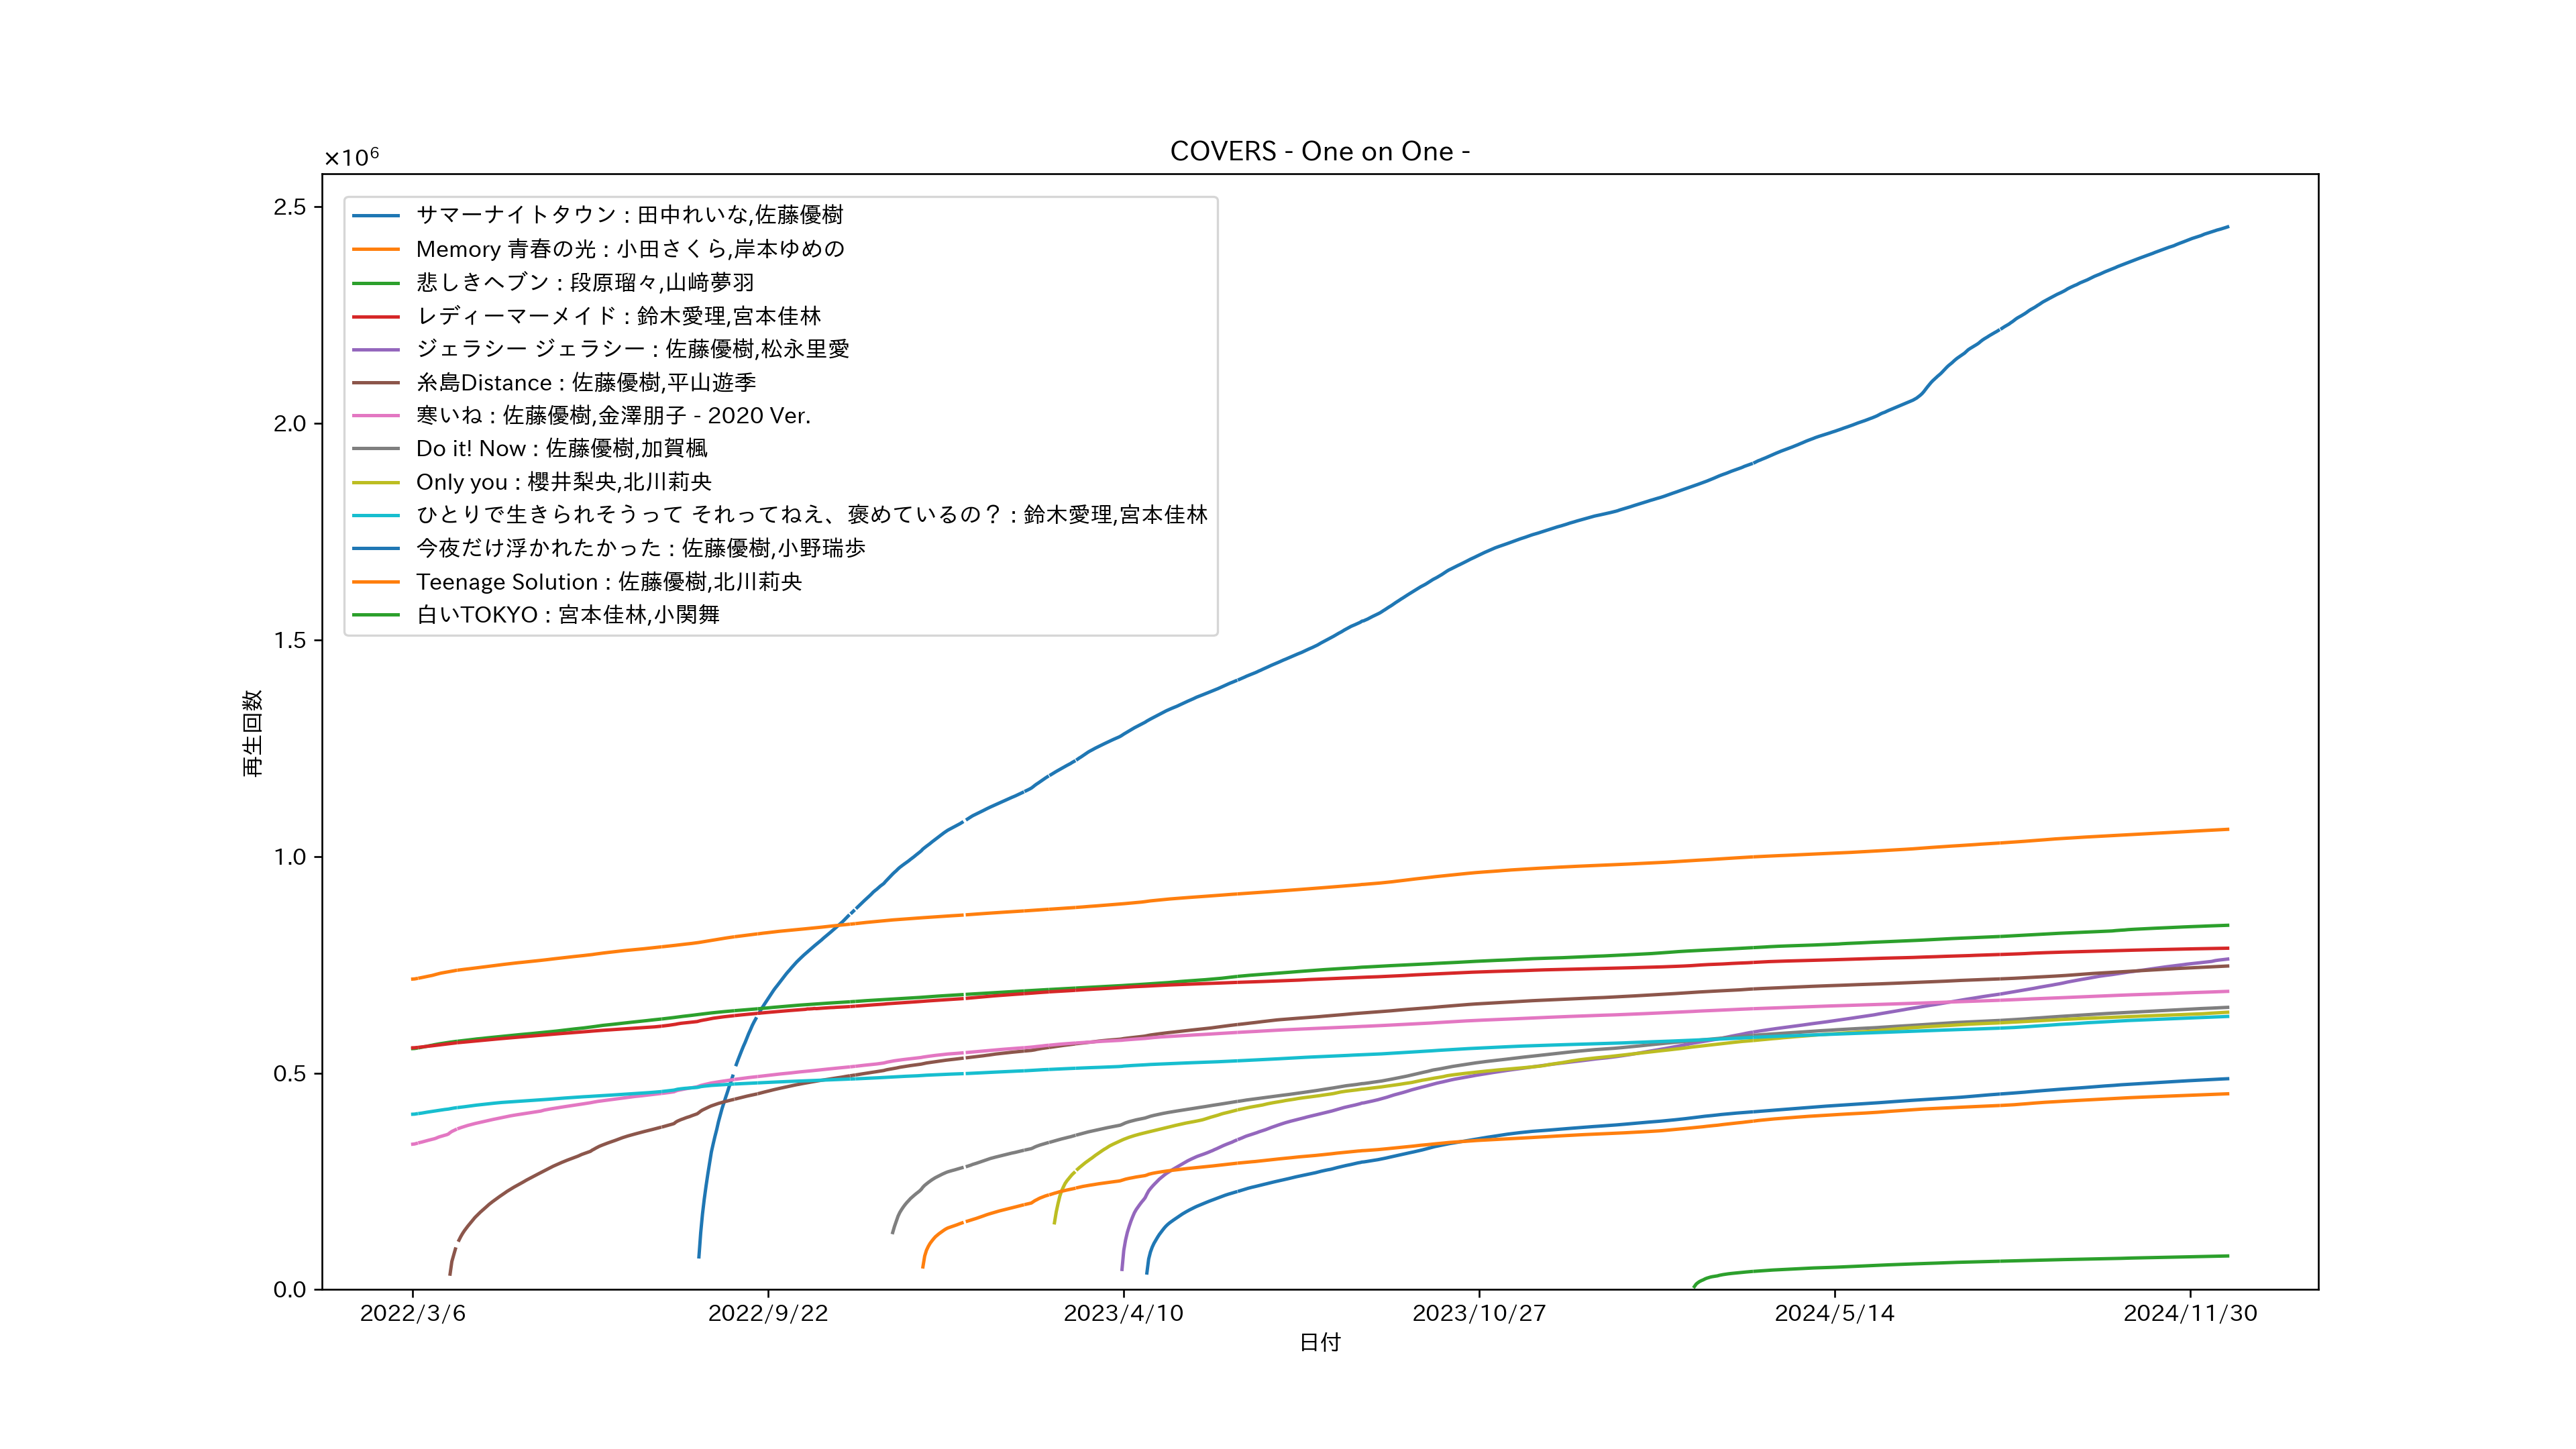 COVERS - One on One -
×10⁶
2.5
2.0
1.5
1.0
0.5
0.0
再生回数
サマーナイトタウン : 田中れいな,佐藤優樹
Memory 青春の光 : 小田さくら,岸本ゆめの
悲しきヘブン : 段原瑠々,山﨑夢羽
レディーマーメイド : 鈴木愛理,宮本佳林
ジェラシー ジェラシー : 佐藤優樹,松永里愛
糸島Distance : 佐藤優樹,平山遊季
寒いね : 佐藤優樹,金澤朋子 - 2020 Ver.
Do it! Now : 佐藤優樹,加賀楓
Only you : 櫻井梨央,北川莉央
ひとりで生きられそうって それってねえ、褒めているの？ : 鈴木愛理,宮本佳林
今夜だけ浮かれたかった : 佐藤優樹,小野瑞歩
Teenage Solution : 佐藤優樹,北川莉央
白いTOKYO : 宮本佳林,小関舞
2022/3/6
2022/9/22
2023/4/10
2023/10/27
2024/5/14
2024/11/30
日付